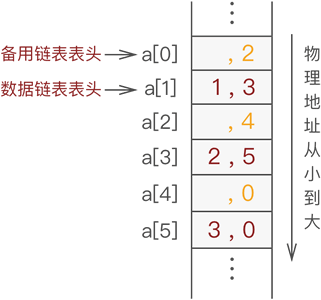 备用链表表头 a[0] , 2
数据链表表头 a[1] 1 , 3
a[2] , 4
a[3] 2 , 5
a[4] , 0
a[5] 3 , 0
物理地址从小到大